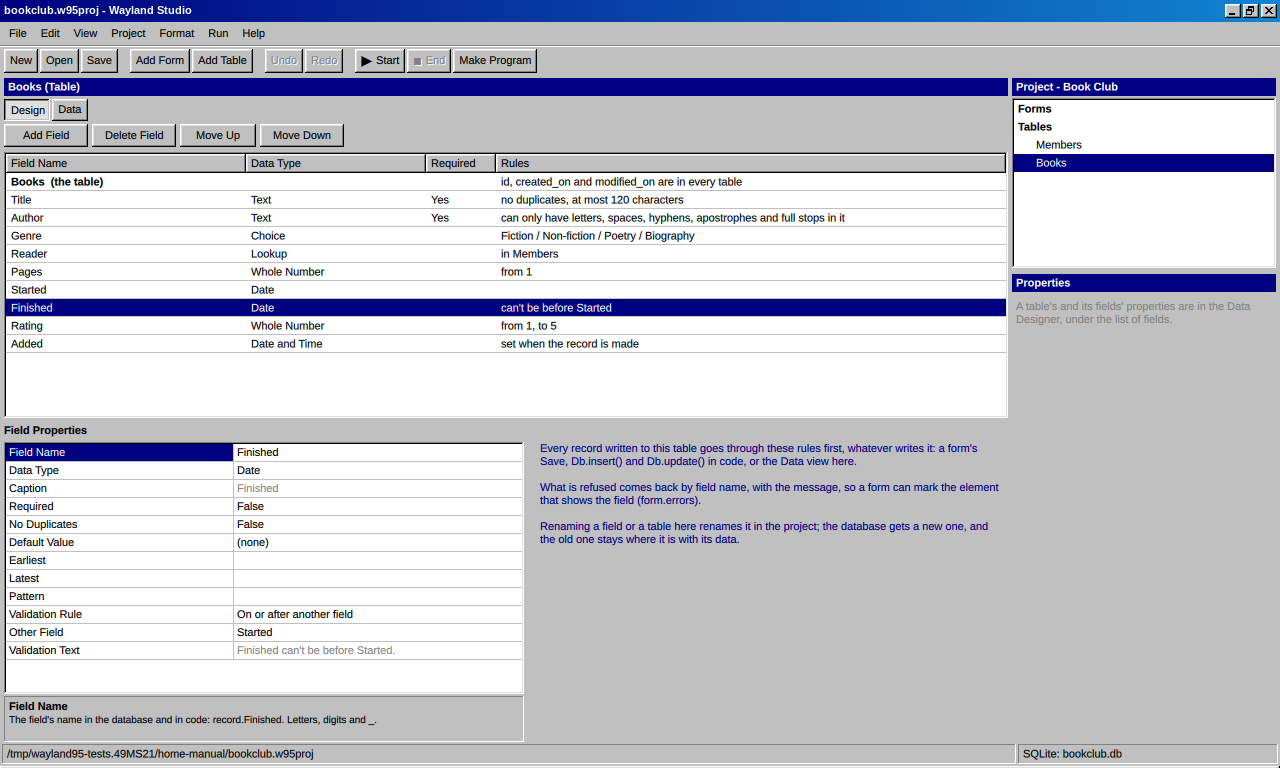 bookclub.w95proj - Wayland Studio
File Edit View Project Format Run Help
New Open Save Add Form Add Table Undo Redo Start End Make Program
Books (Table)
Design Data
Add Field Delete Field Move Up Move Down
Field Name Data Type Required Rules
Books (the table) id, created_on and modified_on are in every table
Title Text Yes no duplicates, at most 120 characters
Author Text Yes can only have letters, spaces, hyphens, apostrophes and full stops in it
Genre Choice Fiction / Non-fiction / Poetry / Biography
Reader Lookup in Members
Pages Whole Number from 1
Started Date
Finished Date can't be before Started
Rating Whole Number from 1, to 5
Added Date and Time set when the record is made
Field Properties
Field Name Finished
Data Type Date
Caption Finished
Required False
No Duplicates False
Default Value (none)
Earliest
Latest
Pattern
Validation Rule On or after another field
Other Field Started
Validation Text Finished can't be before Started.
Field Name
The field's name in the database and in code: record.Finished. Letters, digits and _.
Every record written to this table goes through these rules first, whatever writes it: a form's
Save, Db.insert() and Db.update() in code, or the Data view here.
What is refused comes back by field name, with the message, so a form can mark the element
that shows the field (form.errors).
Renaming a field or a table here renames it in the project; the database gets a new one, and
the old one stays where it is with its data.
Project - Book Club
Forms
Tables
Members
Books
Properties
A table's and its fields' properties are in the Data
Designer, under the list of fields.
/tmp/wayland95-tests.49MS21/home-manual/bookclub.w95proj
SQLite: bookclub.db